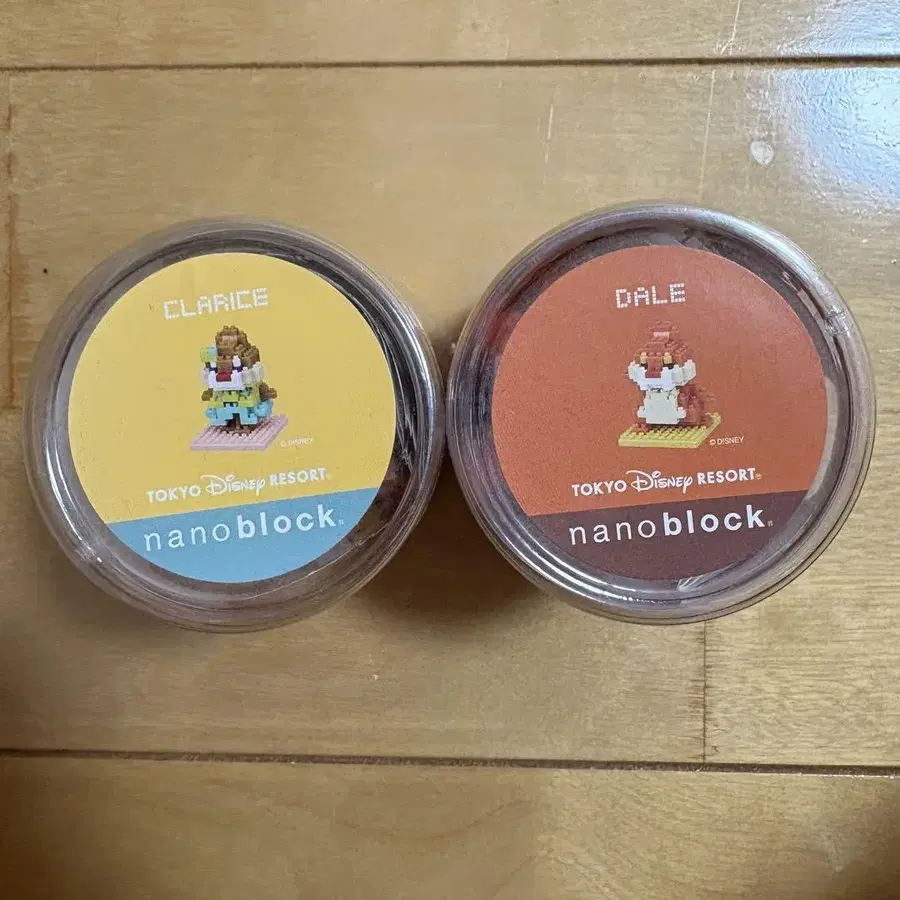 CLARICE
© DISNEY
TOKYO Disney RESORT®
nanoblock®
DALE
© DISNEY
TOKYO Disney RESORT®
nanoblock®